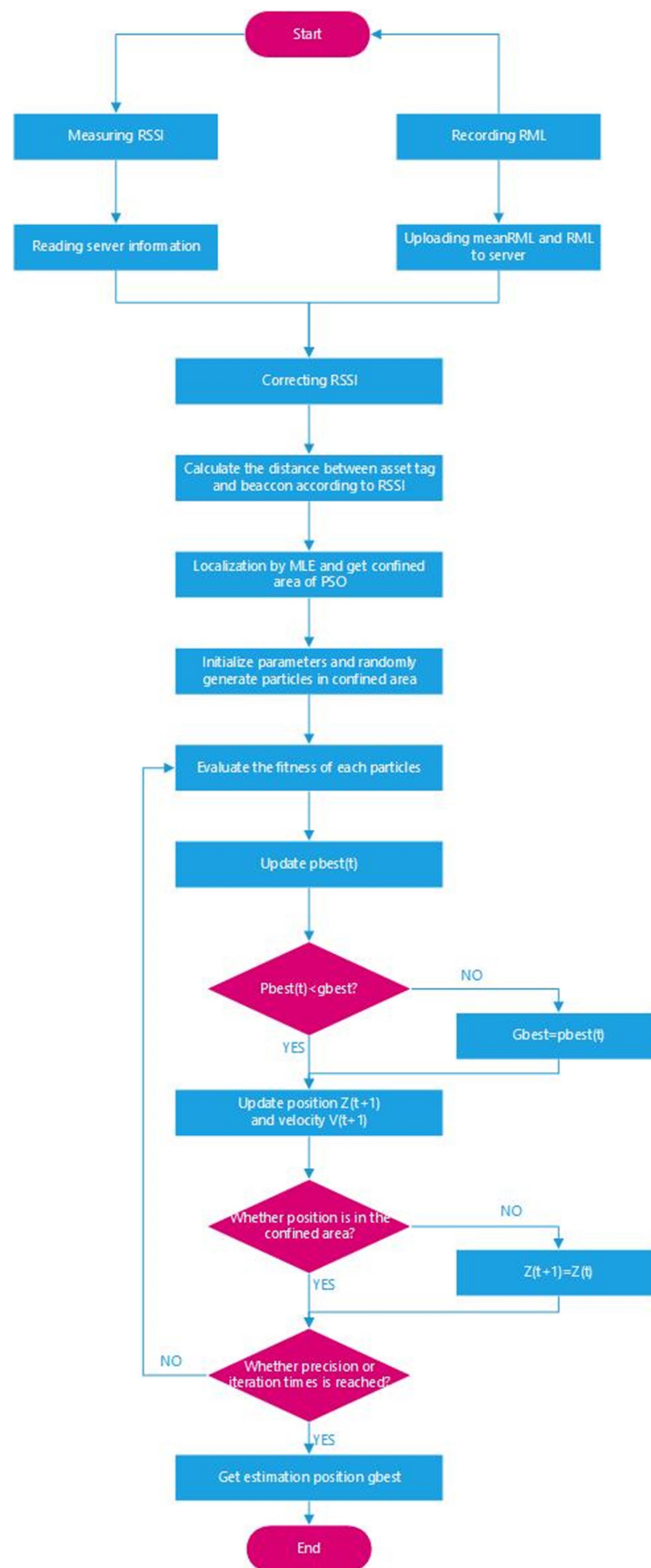 Start
Measuring RSSI
Recording RML
Reading server information
Uploading meanRML and RML
to server
Correcting RSSI
Calculate the distance between asset tag
and beaccon according to RSSI
Localization by MLE and get confined
area of PSO
Initialize parameters and randomly
generate particles in confined area
Evaluate the fitness of each particles
Update pbest(t)
Pbest(t)<gbest?
NO
Gbest=pbest(t)
YES
Update position Z(t+1)
and velocity V(t+1)
Whether position is in the
confined area?
NO
Z(t+1)=Z(t)
YES
Whether precision or
iteration times is reached?
NO
YES
Get estimation position gbest
End